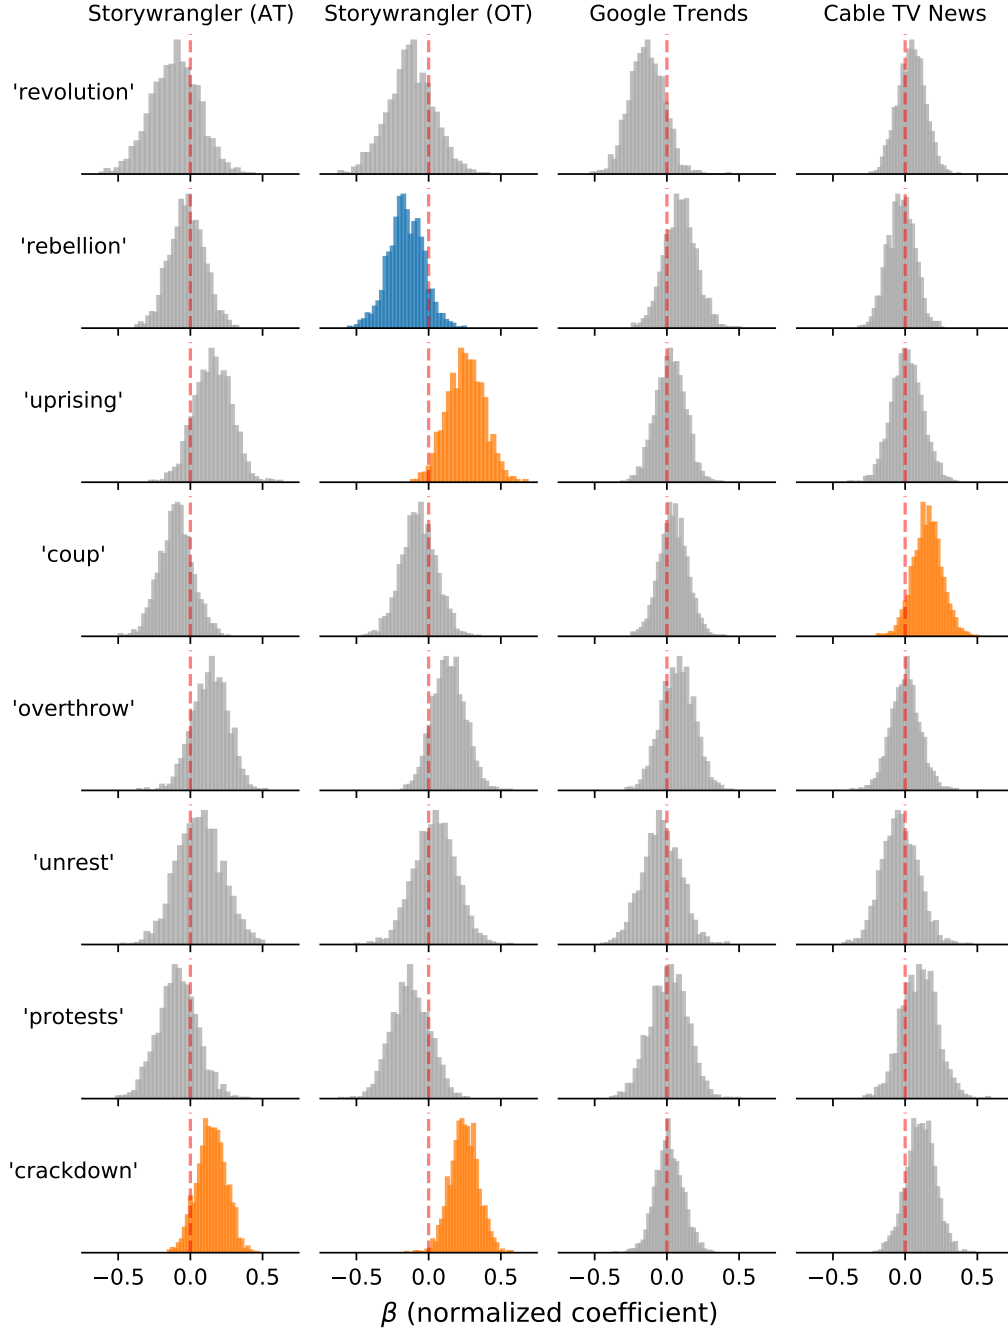 Storywrangler (AT) Storywrangler (OT) Google Trends Cable TV News
'revolution'
'rebellion'
'uprising'
'coup'
'overthrow'
'unrest'
'protests'
'crackdown'
−0.5 0.0 0.5 −0.5 0.0 0.5 −0.5 0.0 0.5 −0.5 0.0 0.5
β (normalized coefficient)